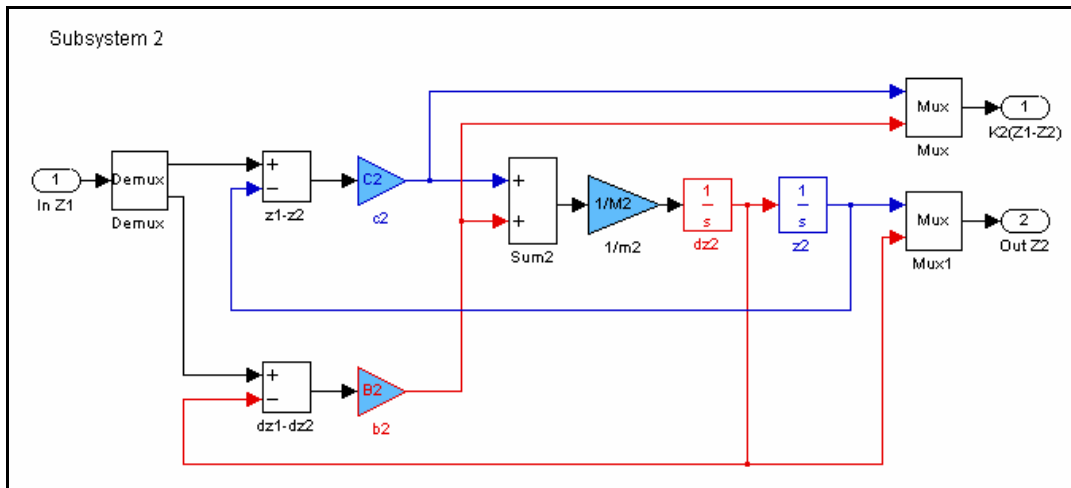 Subsystem 2
1
In Z1
Demux
Demux
+
−
z1-z2
C2
c2
+
+
Sum2
1/M2
1/m2
1
s
dz2
1
s
z2
Mux
Mux
1
K2(Z1-Z2)
Mux
Mux1
2
Out Z2
+
−
dz1-dz2
B2
b2